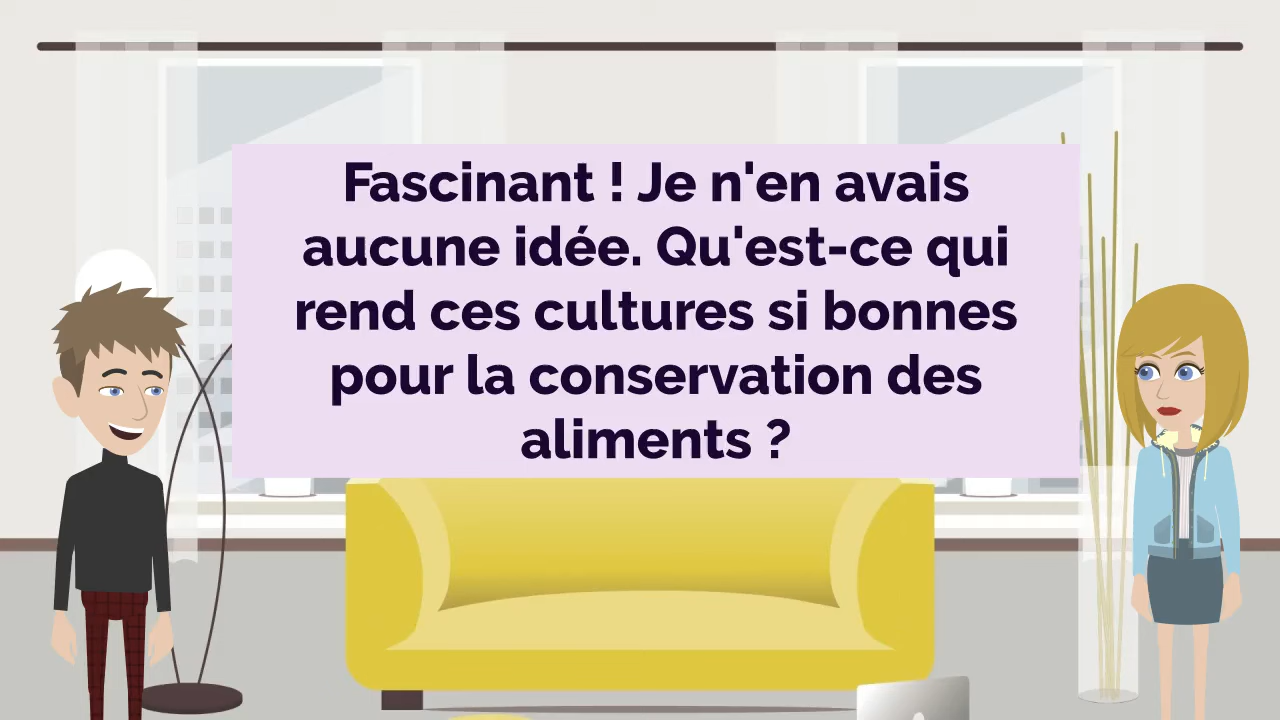 Fascinant ! Je n'en avais
aucune idée. Qu'est-ce qui
rend ces cultures si bonnes
pour la conservation des
aliments ?